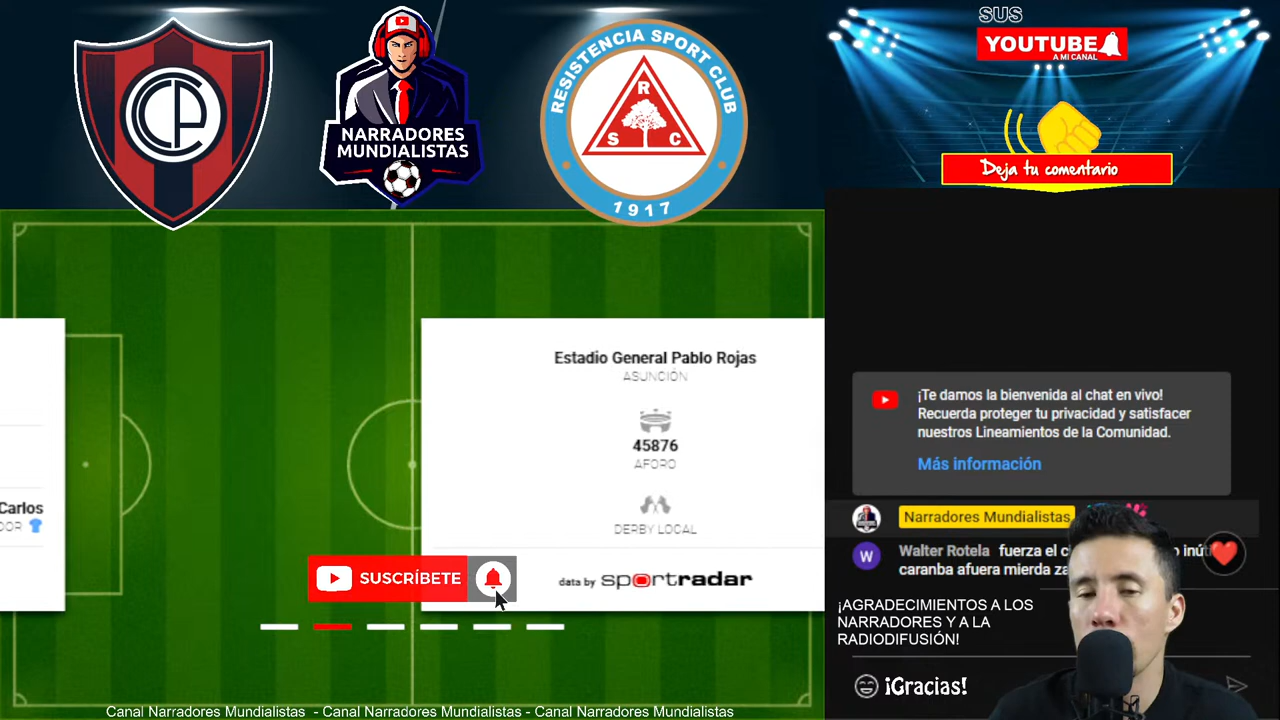 CCP
NARRADORES
MUNDIALISTAS
RESISTENCIA SPORT CLUB
R
S C
1917
SUS
YOUTUBE
A MI CANAL
Deja tu comentario
Estadio General Pablo Rojas
ASUNCIÓN
45876
AFORO
DERBY LOCAL
data by sportradar
Carlos
DOR
SUSCRÍBETE
¡Te damos la bienvenida al chat en vivo!
Recuerda proteger tu privacidad y satisfacer
nuestros Lineamientos de la Comunidad.
Más información
Narradores Mundialistas
W
Walter Rotela fuerza el
caranba afuera mierda
¡AGRADECIMIENTOS A LOS
NARRADORES Y A LA
RADIODIFUSIÓN!
¡Gracias!
Canal Narradores Mundialistas - Canal Narradores Mundialistas - Canal Narradores Mundialistas